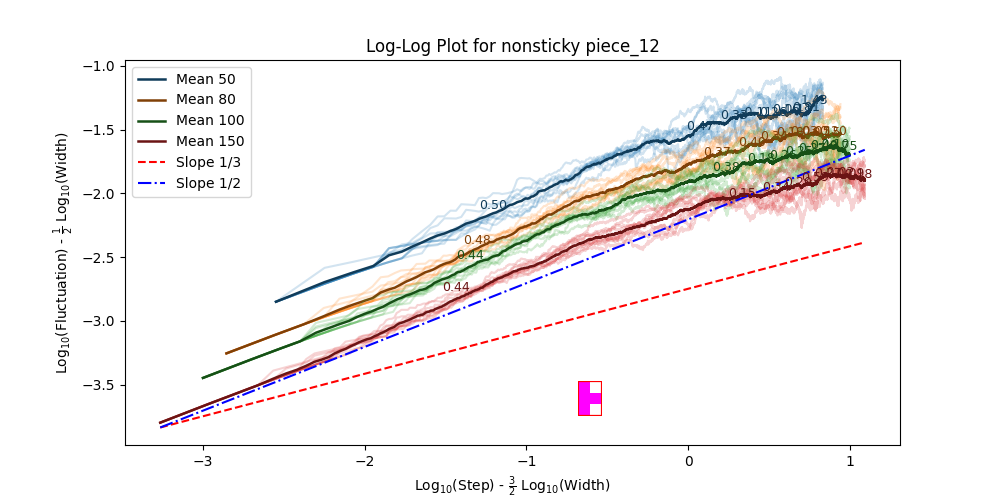 Log-Log Plot for nonsticky piece_12
Log₁₀(Fluctuation) - ½ Log₁₀(Width)
−1.0
−1.5
−2.0
−2.5
−3.0
−3.5
Mean 50
Mean 80
Mean 100
Mean 150
Slope 1/3
Slope 1/2
0.50
0.47
0.48
0.37
0.44
0.38
0.44
0.15
−3
−2
−1
0
1
Log₁₀(Step) - 3/2 Log₁₀(Width)